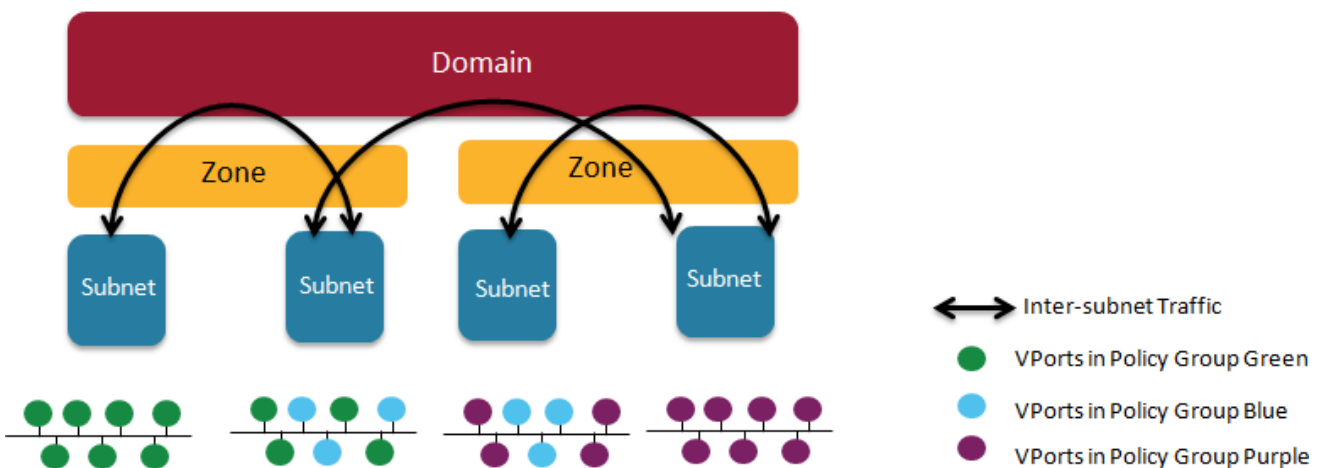 Domain
Zone
Zone
Subnet
Subnet
Subnet
Subnet
Inter-subnet Traffic
VPorts in Policy Group Green
VPorts in Policy Group Blue
VPorts in Policy Group Purple